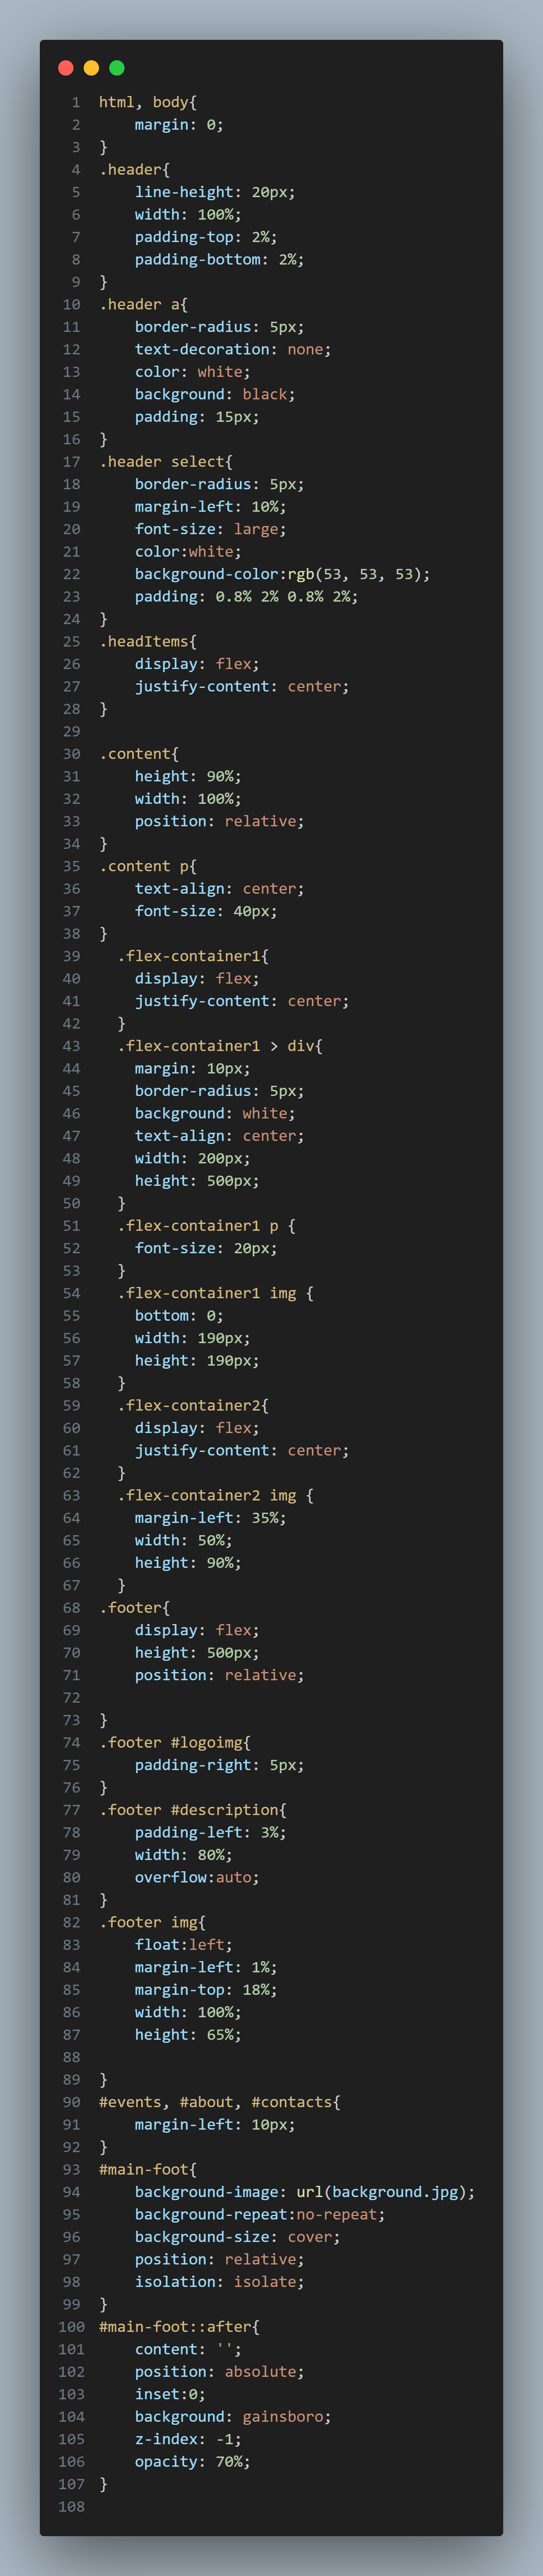 1 html, body{
2     margin: 0;
3 }
4 .header{
5     line-height: 20px;
6     width: 100%;
7     padding-top: 2%;
8     padding-bottom: 2%;
9 }
10 .header a{
11     border-radius: 5px;
12     text-decoration: none;
13     color: white;
14     background: black;
15     padding: 15px;
16 }
17 .header select{
18     border-radius: 5px;
19     margin-left: 10%;
20     font-size: large;
21     color:white;
22     background-color:rgb(53, 53, 53);
23     padding: 0.8% 2% 0.8% 2%;
24 }
25 .headItems{
26     display: flex;
27     justify-content: center;
28 }
29
30 .content{
31     height: 90%;
32     width: 100%;
33     position: relative;
34 }
35 .content p{
36     text-align: center;
37     font-size: 40px;
38 }
39   .flex-container1{
40     display: flex;
41     justify-content: center;
42   }
43   .flex-container1 > div{
44     margin: 10px;
45     border-radius: 5px;
46     background: white;
47     text-align: center;
48     width: 200px;
49     height: 500px;
50   }
51   .flex-container1 p {
52     font-size: 20px;
53   }
54   .flex-container1 img {
55     bottom: 0;
56     width: 190px;
57     height: 190px;
58   }
59   .flex-container2{
60     display: flex;
61     justify-content: center;
62   }
63   .flex-container2 img {
64     margin-left: 35%;
65     width: 50%;
66     height: 90%;
67   }
68 .footer{
69     display: flex;
70     height: 500px;
71     position: relative;
72
73 }
74 .footer #logoimg{
75     padding-right: 5px;
76 }
77 .footer #description{
78     padding-left: 3%;
79     width: 80%;
80     overflow:auto;
81 }
82 .footer img{
83     float:left;
84     margin-left: 1%;
85     margin-top: 18%;
86     width: 100%;
87     height: 65%;
88
89 }
90 #events, #about, #contacts{
91     margin-left: 10px;
92 }
93 #main-foot{
94     background-image: url(background.jpg);
95     background-repeat:no-repeat;
96     background-size: cover;
97     position: relative;
98     isolation: isolate;
99 }
100 #main-foot::after{
101     content: '';
102     position: absolute;
103     inset:0;
104     background: gainsboro;
105     z-index: -1;
106     opacity: 70%;
107 }
108